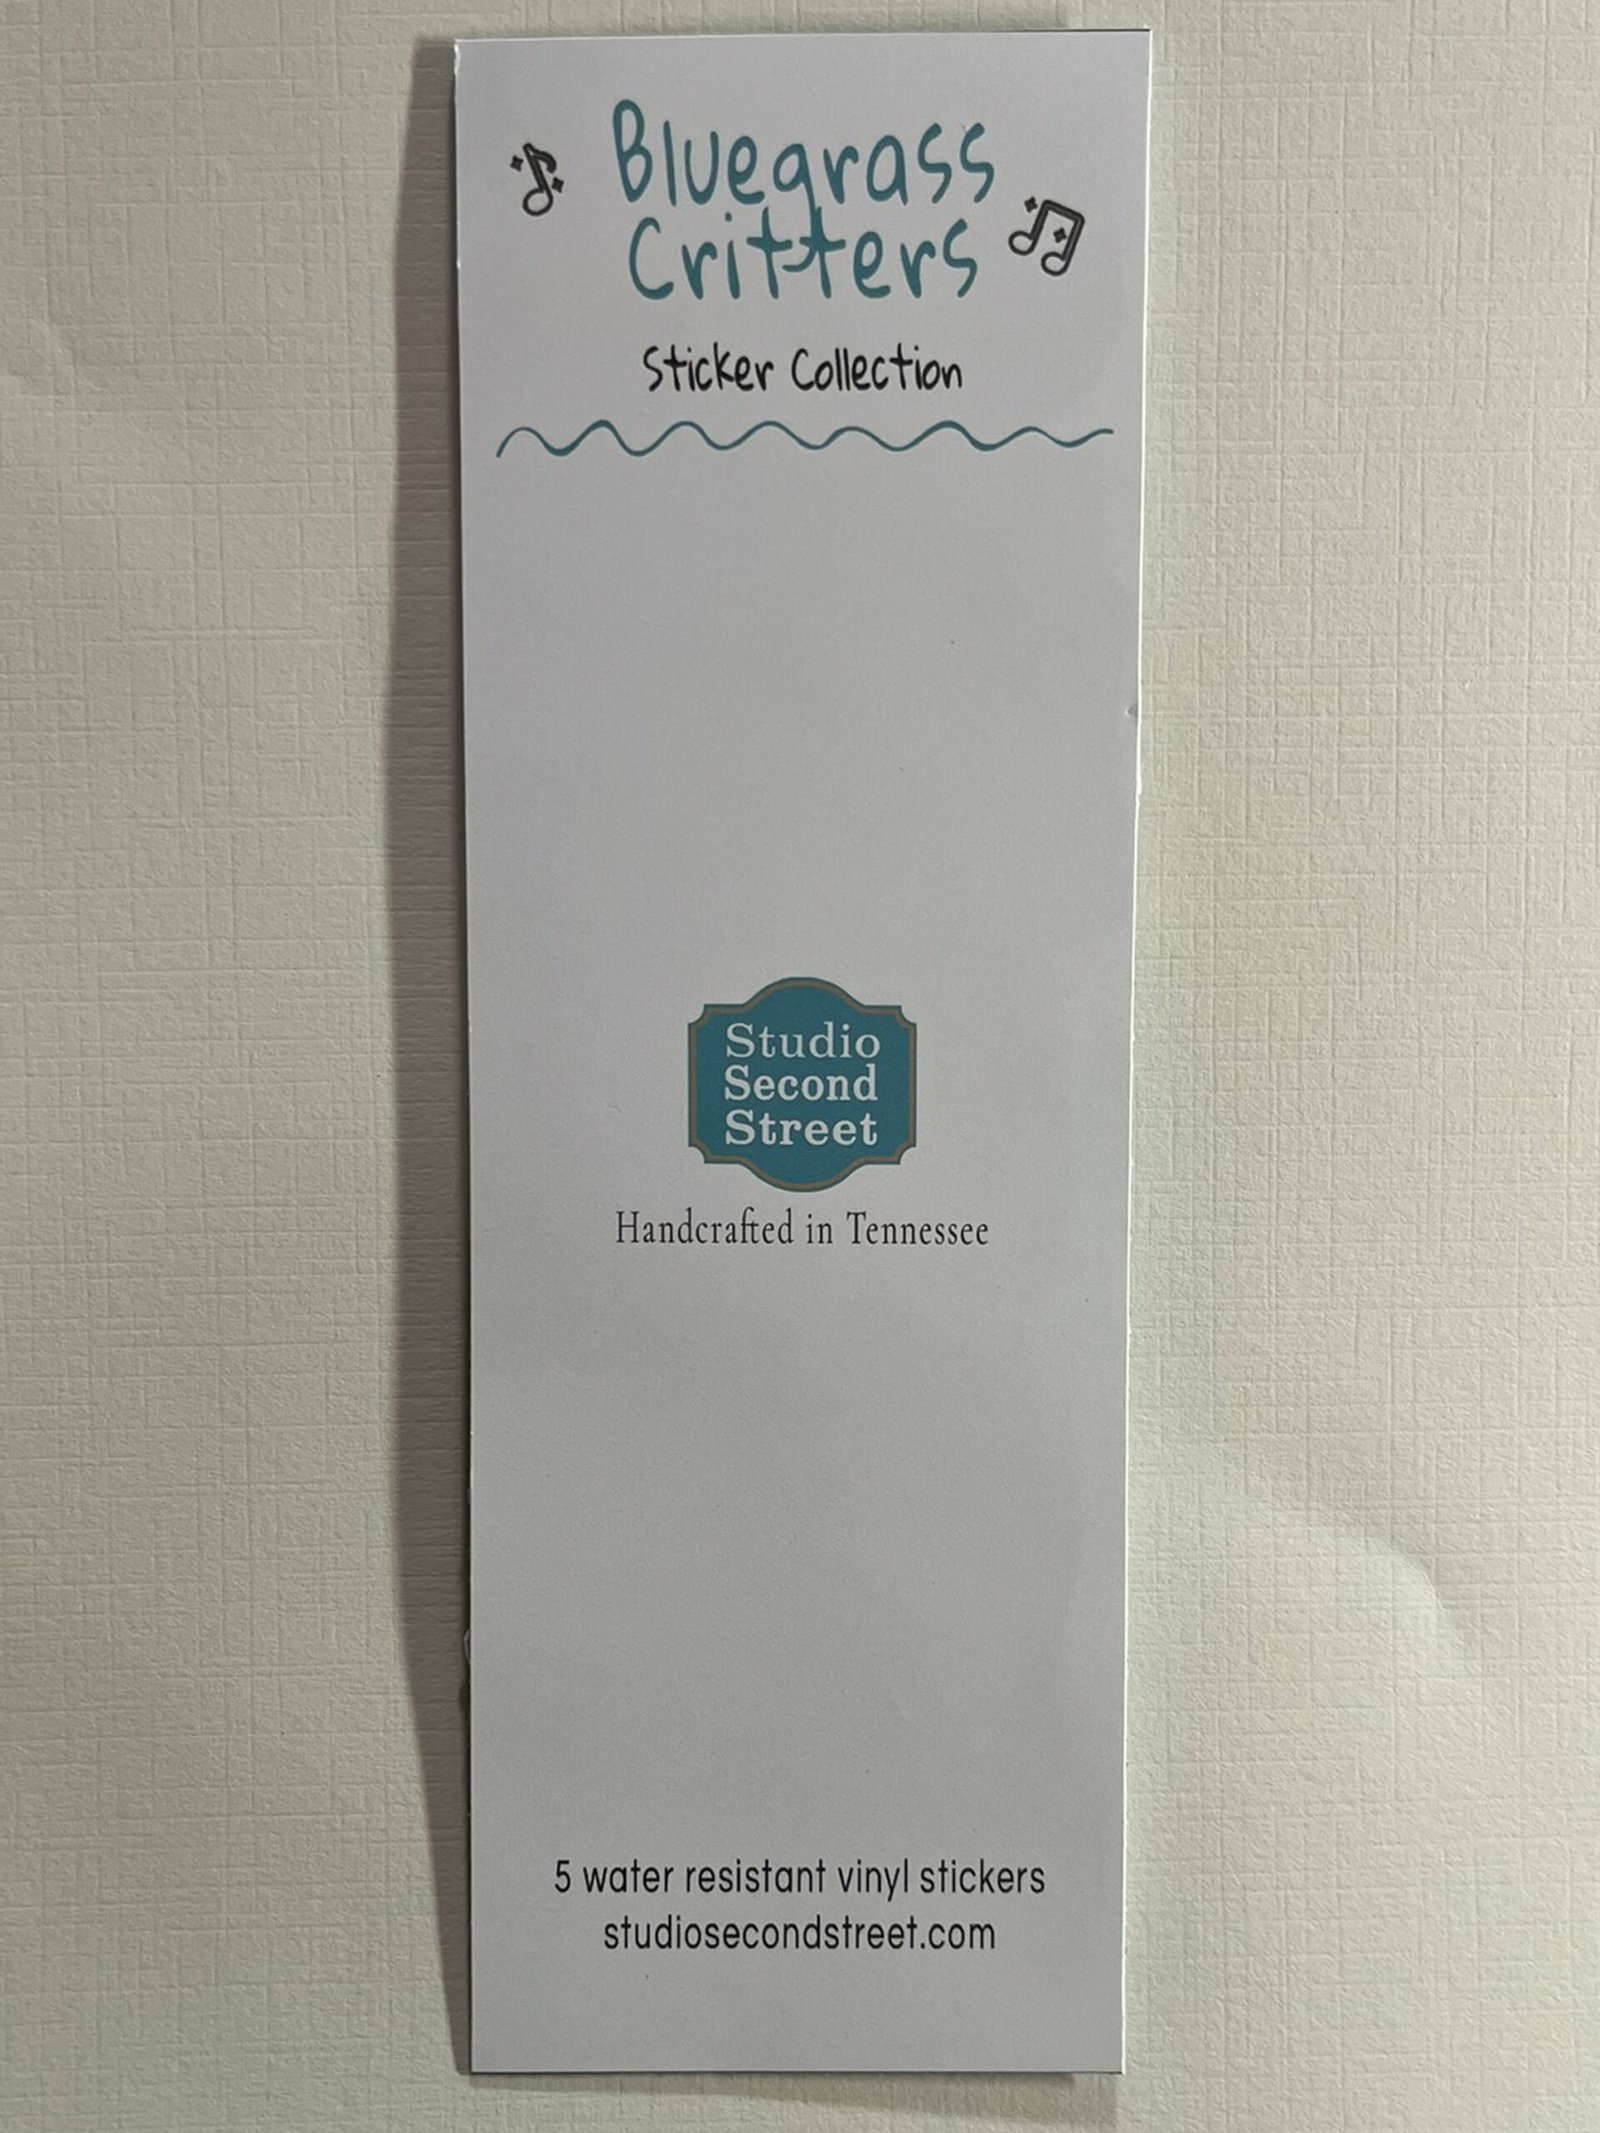 Bluegrass
Critters
Sticker Collection
Studio
Second
Street
Handcrafted in Tennessee
5 water resistant vinyl stickers
studiosecondstreet.com